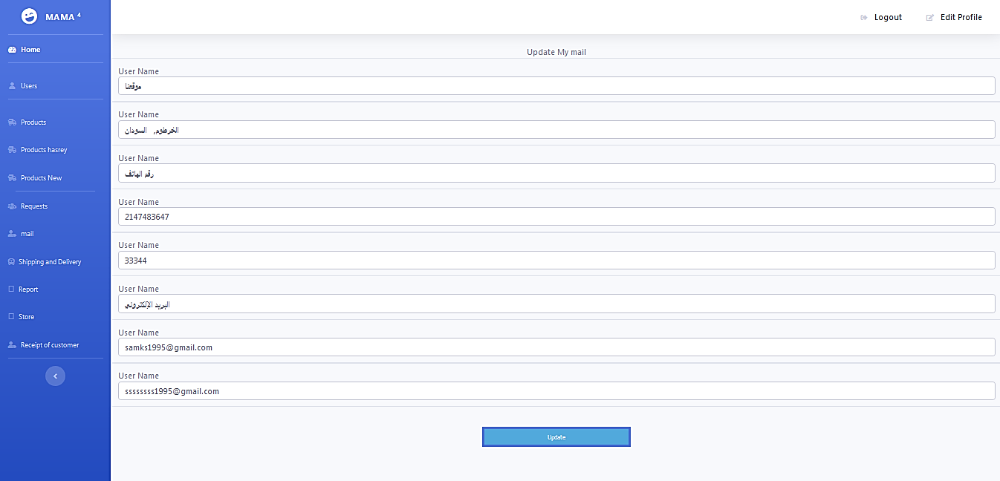 MAMA 4
Logout
Edit Profile
Home
Users
Products
Products hasrey
Products New
Requests
mail
Shipping and Delivery
Report
Store
Receipt of customer
Update My mail
User Name
موقتنا
User Name
الخرطوم, السودان
User Name
رقم الهاتف
User Name
2147483647
User Name
33344
User Name
البريد الإلكتروني
User Name
samks1995@gmail.com
User Name
ssssssss1995@gmail.com
Update